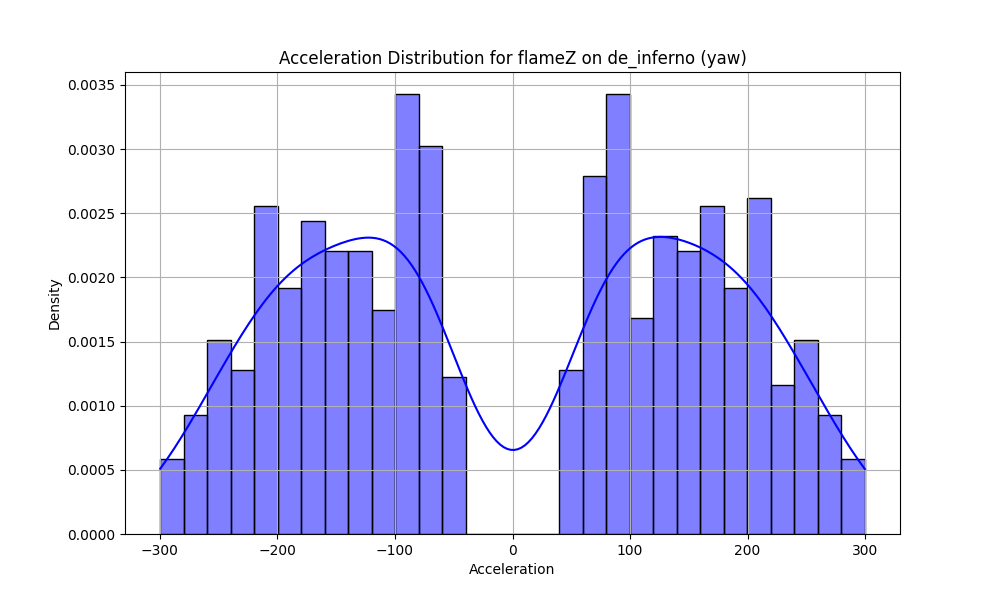 Acceleration Distribution for flameZ on de_inferno (yaw)
0.0035
0.0030
0.0025
0.0020
0.0015
0.0010
0.0005
0.0000
Density
−300 −200 −100 0 100 200 300
Acceleration